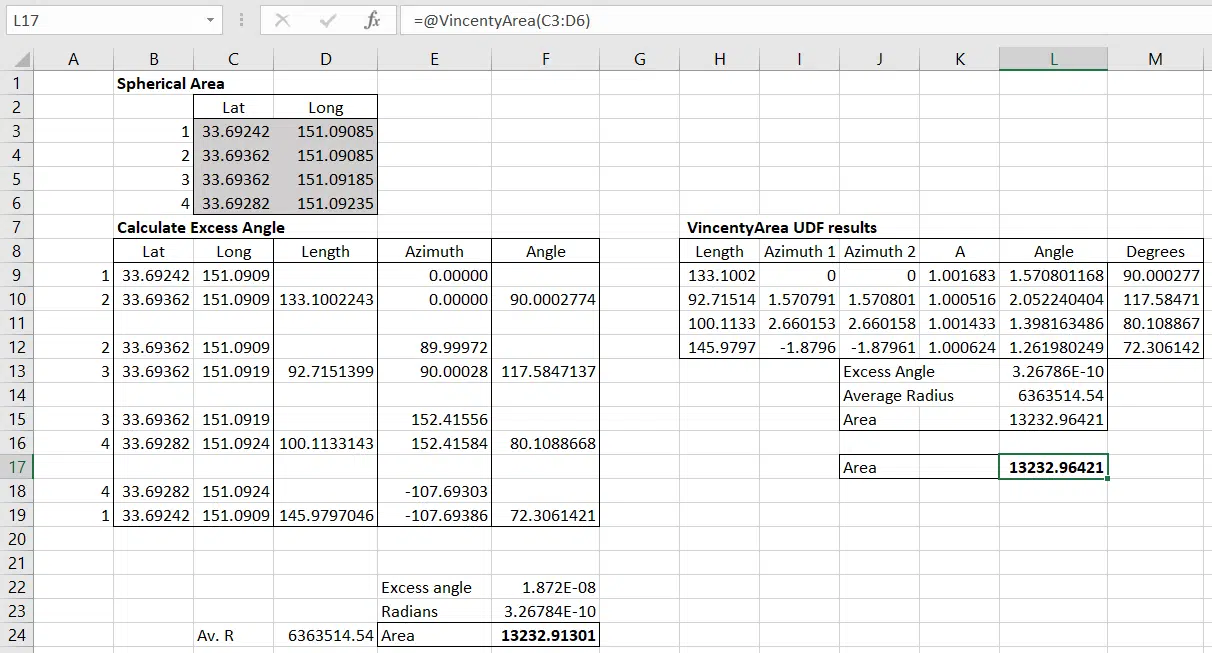 L17 fx =@VincentyArea(C3:D6)
A B C D E F G H I J K L M
1 Spherical Area
2 Lat Long
3 1 33.69242 151.09085
4 2 33.69362 151.09085
5 3 33.69362 151.09185
6 4 33.69282 151.09235
7 Calculate Excess Angle VincentyArea UDF results
8 Lat Long Length Azimuth Angle Length Azimuth 1 Azimuth 2 A Angle Degrees
9 1 33.69242 151.0909 0.00000 133.1002 0 0 1.001683 1.570801168 90.000277
10 2 33.69362 151.0909 133.1002243 0.00000 90.0002774 92.71514 1.570791 1.570801 1.000516 2.052240404 117.58471
11 100.1133 2.660153 2.660158 1.001433 1.398163486 80.108867
12 2 33.69362 151.0909 89.99972 145.9797 -1.8796 -1.87961 1.000624 1.261980249 72.306142
13 3 33.69362 151.0919 92.7151399 90.00028 117.5847137 Excess Angle 3.26786E-10
14 Average Radius 6363514.54
15 3 33.69362 151.0919 152.41556 Area 13232.96421
16 4 33.69282 151.0924 100.1133143 152.41584 80.1088668
17 Area 13232.96421
18 4 33.69282 151.0924 -107.69303
19 1 33.69242 151.0909 145.9797046 -107.69386 72.3061421
20
21
22 Excess angle 1.872E-08
23 Radians 3.26784E-10
24 Av. R 6363514.54 Area 13232.91301